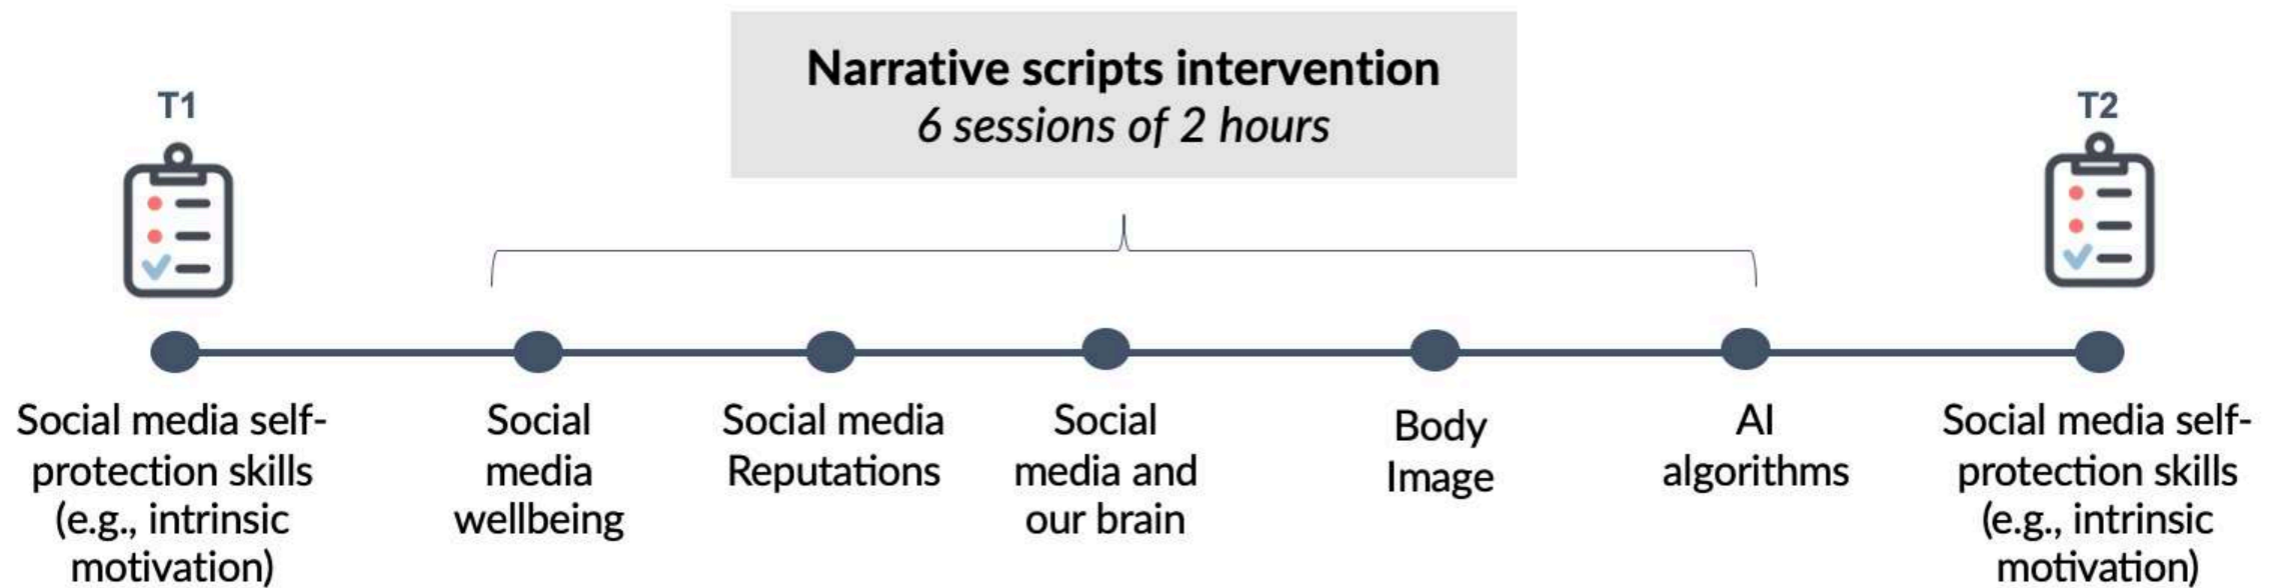 Narrative scripts intervention
6 sessions of 2 hours
T1
T2
Social media self-
protection skills
(e.g., intrinsic
motivation)
Social
media
wellbeing
Social media
Reputations
Social
media and
our brain
Body
Image
AI
algorithms
Social media self-
protection skills
(e.g., intrinsic
motivation)